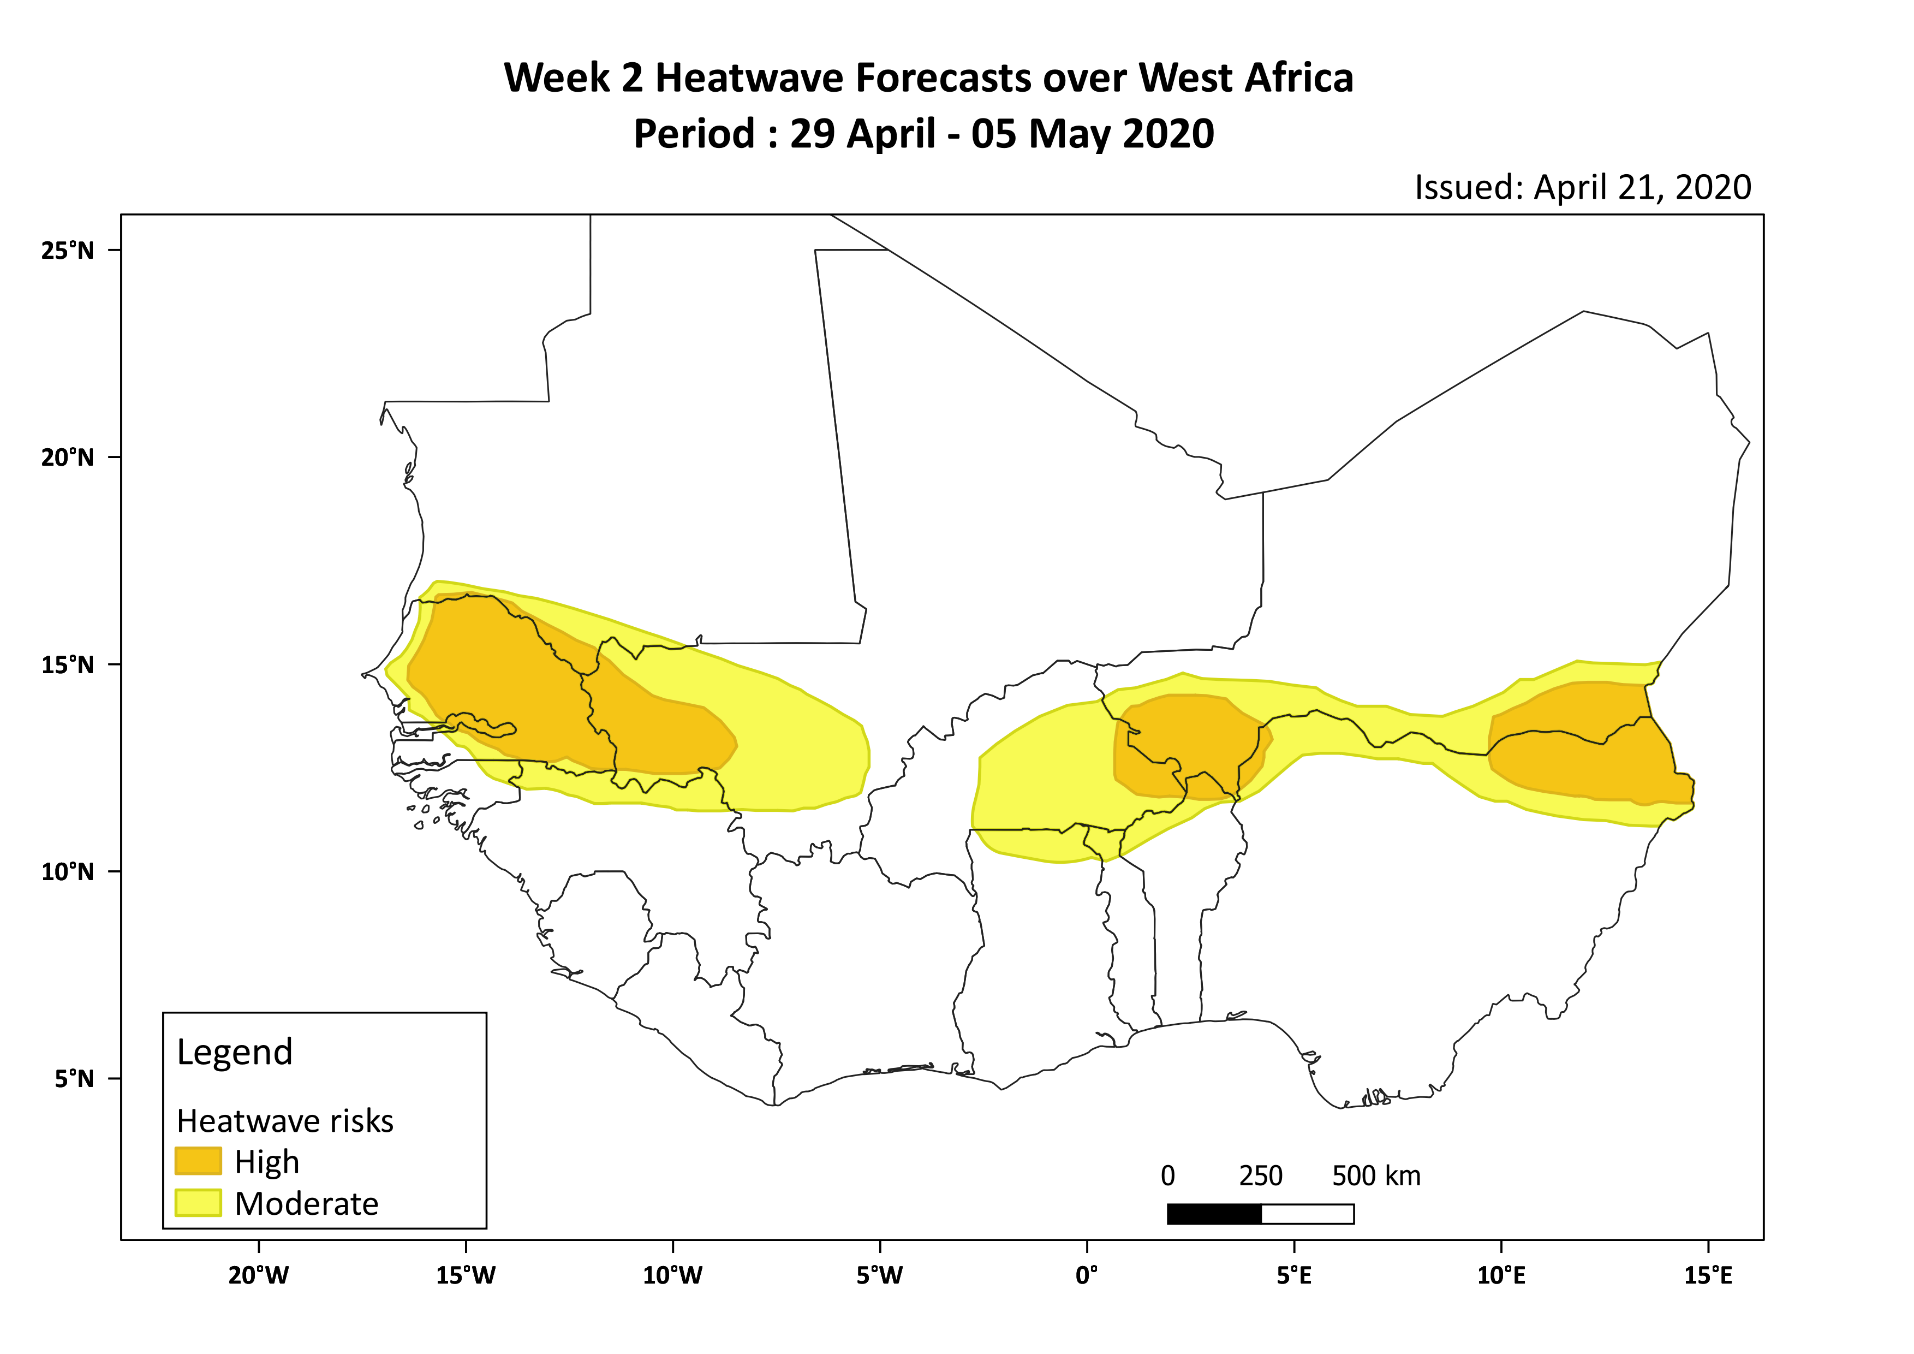 Week 2 Heatwave Forecasts over West Africa
Period : 29 April - 05 May 2020
Issued: April 21, 2020
25°N
20°N
15°N
10°N
5°N
Legend
Heatwave risks
High
Moderate
0 250 500 km
20°W 15°W 10°W 5°W 0° 5°E 10°E 15°E